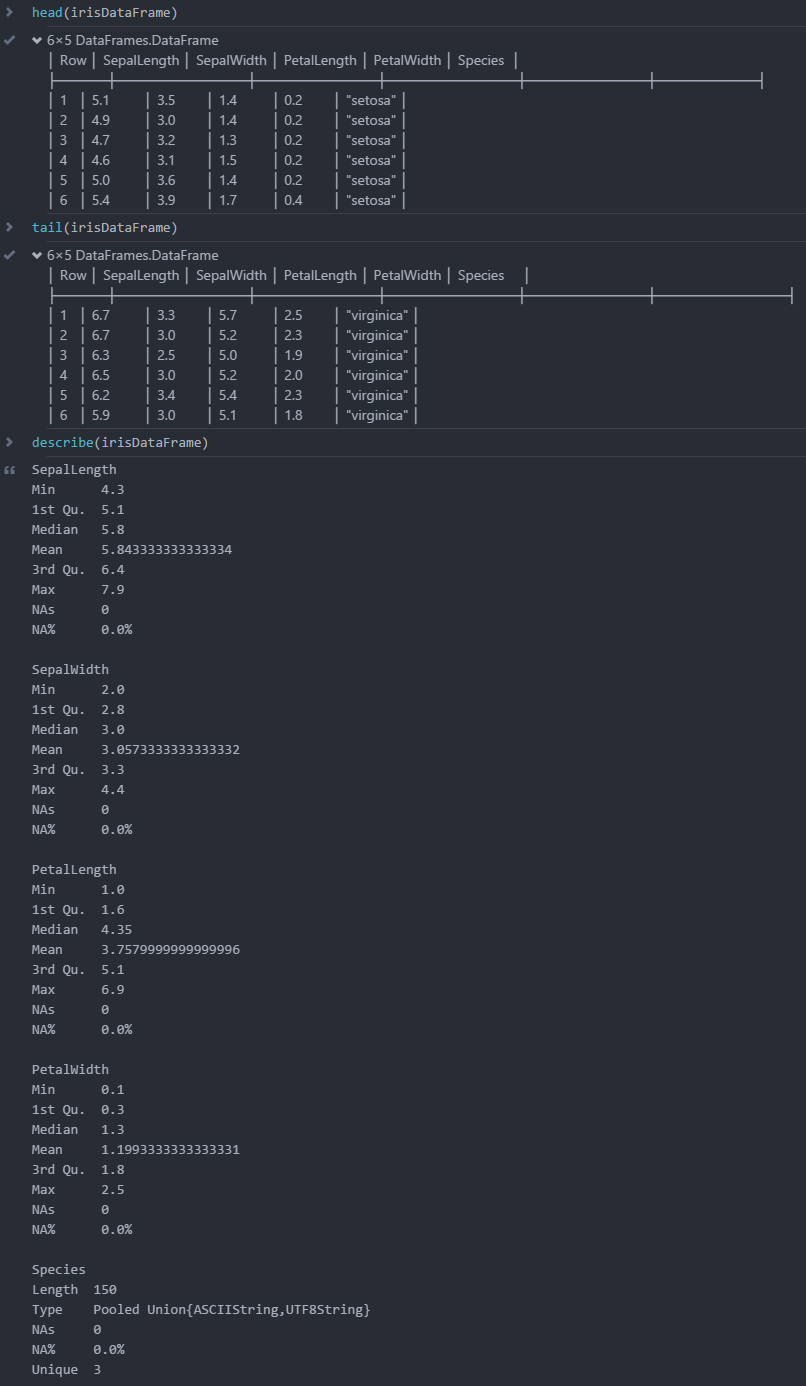 head(irisDataFrame)
6×5 DataFrames.DataFrame
│ Row │ SepalLength │ SepalWidth │ PetalLength │ PetalWidth │ Species │
│ 1 │ 5.1 │ 3.5 │ 1.4 │ 0.2 │ "setosa" │
│ 2 │ 4.9 │ 3.0 │ 1.4 │ 0.2 │ "setosa" │
│ 3 │ 4.7 │ 3.2 │ 1.3 │ 0.2 │ "setosa" │
│ 4 │ 4.6 │ 3.1 │ 1.5 │ 0.2 │ "setosa" │
│ 5 │ 5.0 │ 3.6 │ 1.4 │ 0.2 │ "setosa" │
│ 6 │ 5.4 │ 3.9 │ 1.7 │ 0.4 │ "setosa" │
tail(irisDataFrame)
6×5 DataFrames.DataFrame
│ Row │ SepalLength │ SepalWidth │ PetalLength │ PetalWidth │ Species │
│ 1 │ 6.7 │ 3.3 │ 5.7 │ 2.5 │ "virginica" │
│ 2 │ 6.7 │ 3.0 │ 5.2 │ 2.3 │ "virginica" │
│ 3 │ 6.3 │ 2.5 │ 5.0 │ 1.9 │ "virginica" │
│ 4 │ 6.5 │ 3.0 │ 5.2 │ 2.0 │ "virginica" │
│ 5 │ 6.2 │ 3.4 │ 5.4 │ 2.3 │ "virginica" │
│ 6 │ 5.9 │ 3.0 │ 5.1 │ 1.8 │ "virginica" │
describe(irisDataFrame)
SepalLength
Min 4.3
1st Qu. 5.1
Median 5.8
Mean 5.843333333333334
3rd Qu. 6.4
Max 7.9
NAs 0
NA% 0.0%
SepalWidth
Min 2.0
1st Qu. 2.8
Median 3.0
Mean 3.0573333333333332
3rd Qu. 3.3
Max 4.4
NAs 0
NA% 0.0%
PetalLength
Min 1.0
1st Qu. 1.6
Median 4.35
Mean 3.7579999999999996
3rd Qu. 5.1
Max 6.9
NAs 0
NA% 0.0%
PetalWidth
Min 0.1
1st Qu. 0.3
Median 1.3
Mean 1.1993333333333331
3rd Qu. 1.8
Max 2.5
NAs 0
NA% 0.0%
Species
Length 150
Type Pooled Union{ASCIIString,UTF8String}
NAs 0
NA% 0.0%
Unique 3